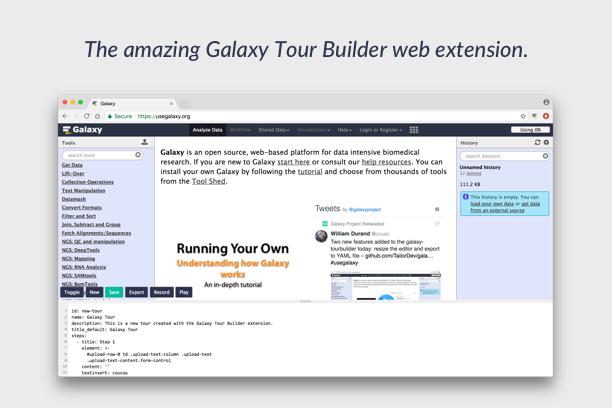 The amazing Galaxy Tour Builder web extension.
Galaxy
Secure https://usegalaxy.org
Galaxy
Analyze Data Workflow Shared Data Visualization Help Login or Register Using 0%
Tools
search tools
Get Data
Lift-Over
Collection Operations
Text Manipulation
Datamash
Convert Formats
Filter and Sort
Join, Subtract and Group
Fetch Alignments/Sequences
NGS: QC and manipulation
NGS: DeepTools
NGS: Mapping
NGS: RNA Analysis
NGS: SAMtools
NGS: BamTools
Galaxy is an open source, web-based platform for data intensive biomedical
research. If you are new to Galaxy start here or consult our help resources. You can
install your own Galaxy by following the tutorial and choose from thousands of tools
from the Tool Shed.
Running Your Own
Understanding how Galaxy
works
An in-depth tutorial
Tweets by @galaxyproject
Galaxy Project Retweeted
William Durand
Two new features added to the galaxy-
tourbuilder today: resize the editor and export
to YAML file – github.com/TailorDev/gala...
#usegalaxy
History
search datasets
Unnamed history
12 deleted
111.2 KB
This history is empty. You can
load your own data or get data
from an external source
Toggle New Save Export Record Play
1 id: new-tour
2 name: Galaxy Tour
3 description: This is a new tour created with the Galaxy Tour Builder extension.
4 title_default: Galaxy Tour
5 steps:
6 - title: Step 1
7 element: >-
8 #upload-row-0 td .upload-text-column .upload-text
9 .upload-text-content.form-control
10 content: ''
11 textinsert: coucou